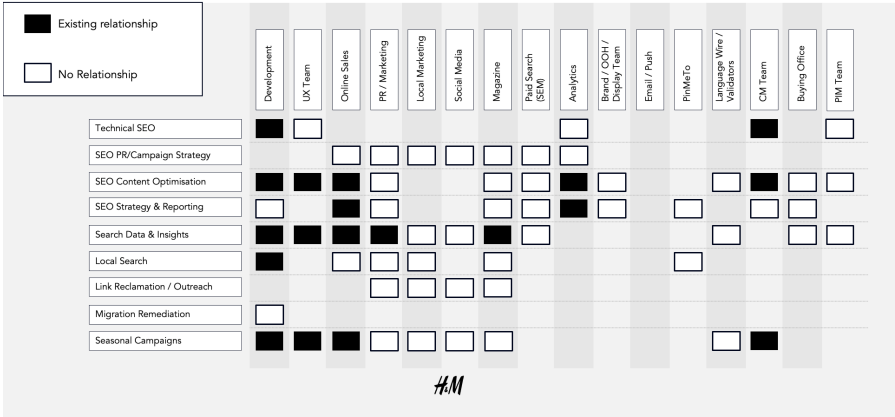 Existing relationship
No Relationship
Development
UX Team
Online Sales
PR / Marketing
Local Marketing
Social Media
Magazine
Paid Search
(SEM)
Analytics
Brand / OOH /
Display Team
Email / Push
PinMeTo
Language Wire /
Validators
CM Team
Buying Office
PIM Team
Technical SEO
SEO PR/Campaign Strategy
SEO Content Optimisation
SEO Strategy & Reporting
Search Data & Insights
Local Search
Link Reclamation / Outreach
Migration Remediation
Seasonal Campaigns
H&M